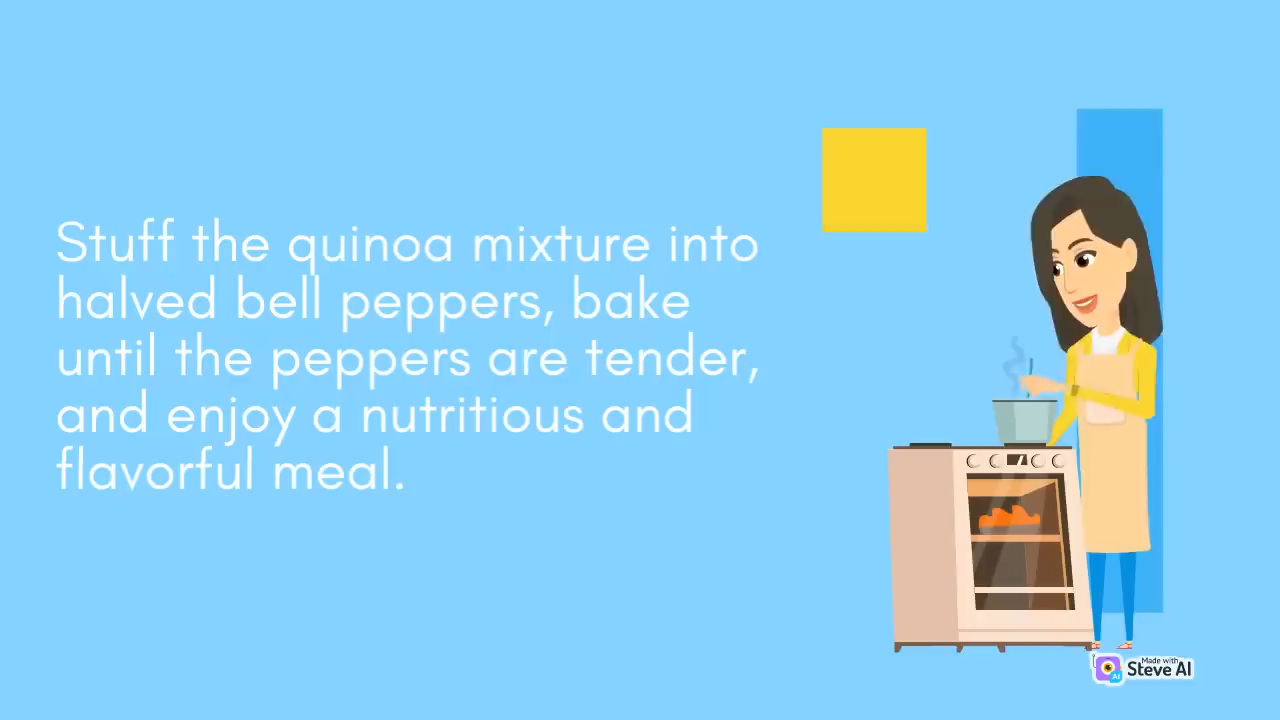 Stuff the quinoa mixture into
halved bell peppers, bake
until the peppers are tender,
and enjoy a nutritious and
flavorful meal.
Made with
Steve AI
AI